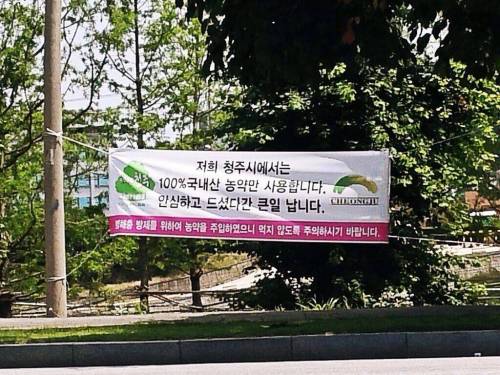 저희 청주시에서는
100%국내산 농약만 사용합니다.
안심하고 드셨다간 큰일 납니다.
CHEONGJU
병해충 방제를 위하여 농약을 주입하였으니 먹지 않도록 주의하시기 바랍니다.